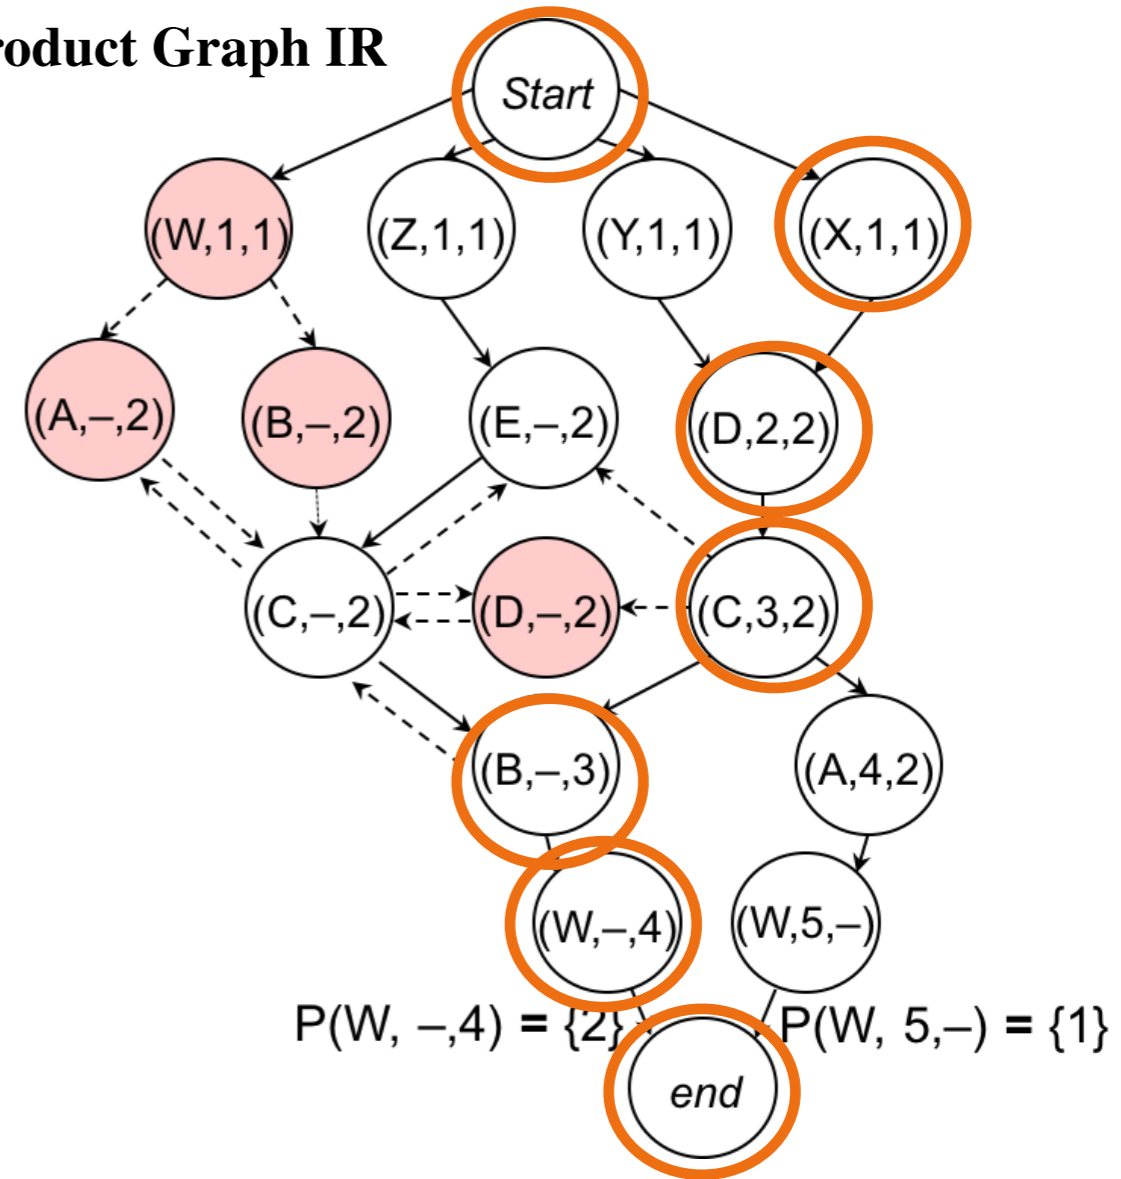 roduct Graph IR
Start
(W,1,1)
(Z,1,1)
(Y,1,1)
(X,1,1)
(A,–,2)
(B,–,2)
(E,–,2)
(D,2,2)
(C,–,2)
(D,–,2)
(C,3,2)
(B,–,3)
(A,4,2)
(W,–,4)
(W,5,–)
P(W, –,4) = {2}
P(W, 5,–) = {1}
end